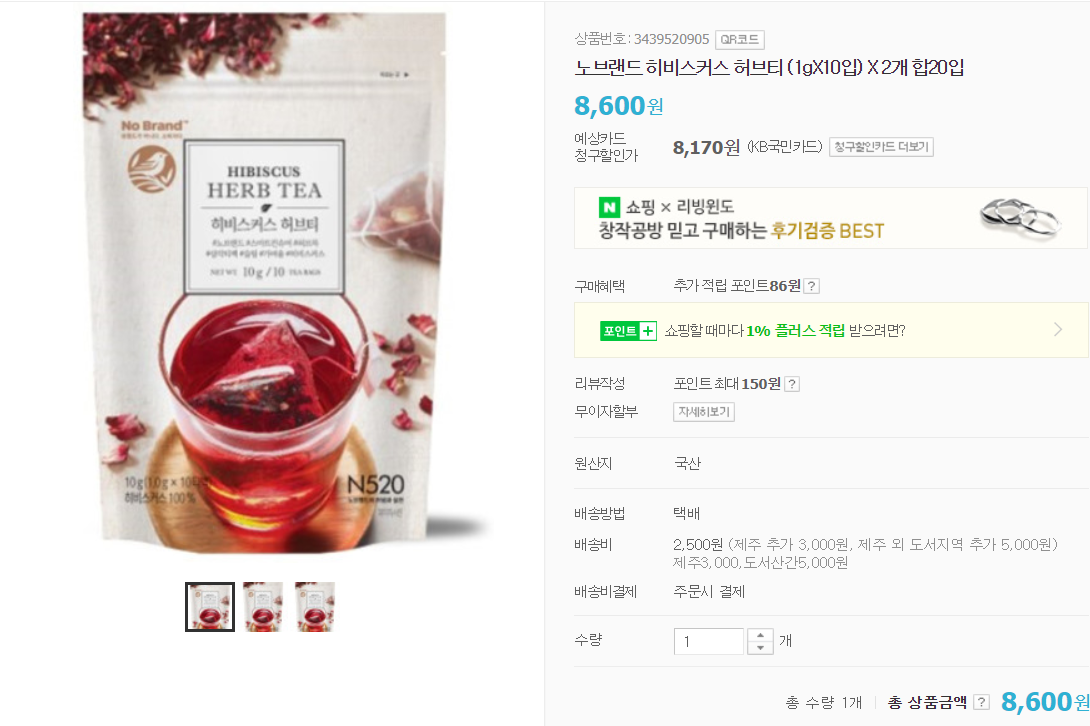 No Brand
HIBISCUS
HERB TEA
히비스커스 허브티
NET WT. 10g / 10 TEA BAGS
N520
히비스커스 100%
상품번호 : 3439520905 QR코드
노브랜드 히비스커스 허브티 (1gX10입) X 2개 합20입
8,600원
예상카드
청구할인가
8,170원 (KB국민카드) 청구할인카드 더보기
N 쇼핑 × 리빙윈도
창작공방 믿고 구매하는 후기검증 BEST
구매혜택 추가 적립 포인트86원 ?
포인트+ 쇼핑할 때마다 1% 플러스 적립 받으려면?
리뷰작성 포인트 최대 150원 ?
무이자할부 자세히보기
원산지 국산
배송방법 택배
배송비 2,500원 (제주 추가 3,000원, 제주 외 도서지역 추가 5,000원)
제주3,000,도서산간5,000원
배송비결제 주문시 결제
수량 1 개
총 수량 1개 총 상품금액 ? 8,600원